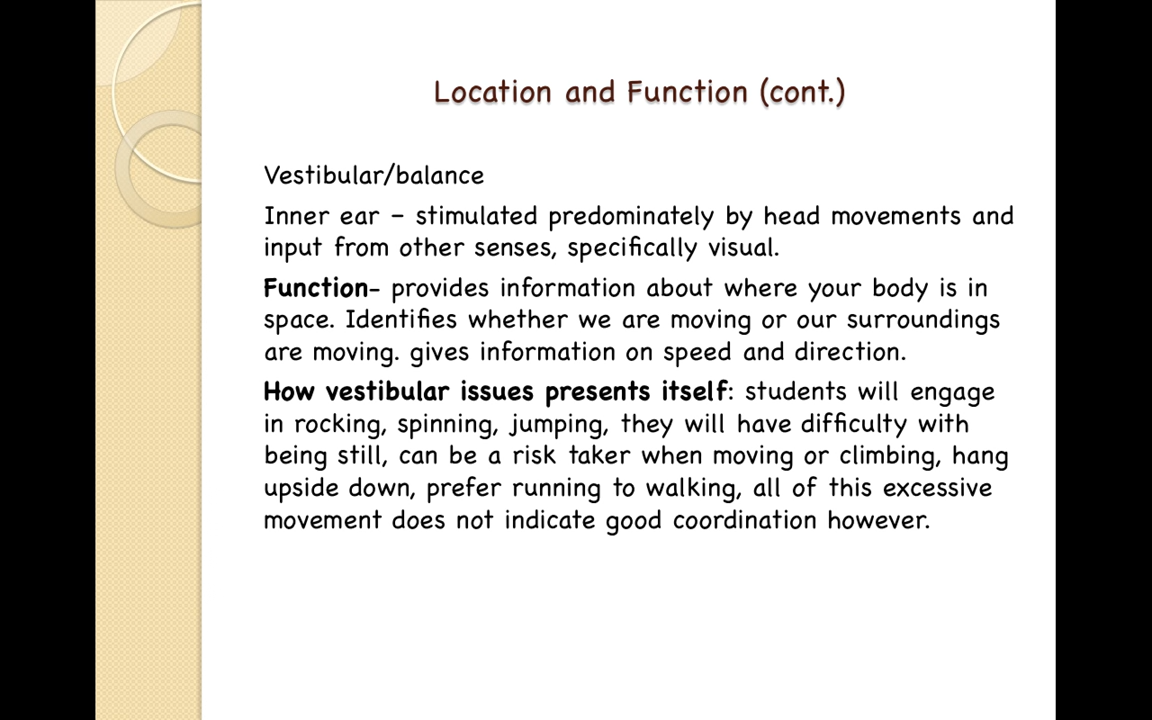 Location and Function (cont.)
Vestibular/balance
Inner ear – stimulated predominately by head movements and
input from other senses, specifically visual.
Function- provides information about where your body is in
space. Identifies whether we are moving or our surroundings
are moving. gives information on speed and direction.
How vestibular issues presents itself: students will engage
in rocking, spinning, jumping, they will have difficulty with
being still, can be a risk taker when moving or climbing, hang
upside down, prefer running to walking, all of this excessive
movement does not indicate good coordination however.